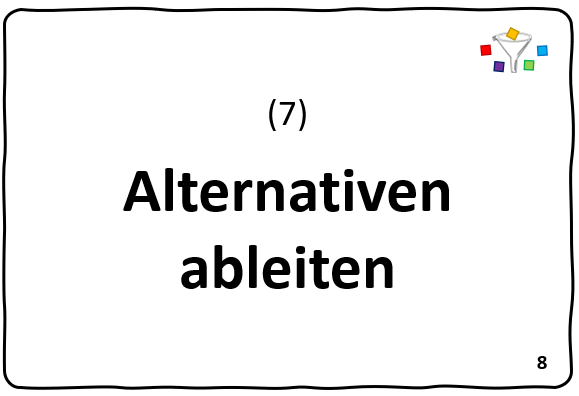 (7)
Alternativen
ableiten
8